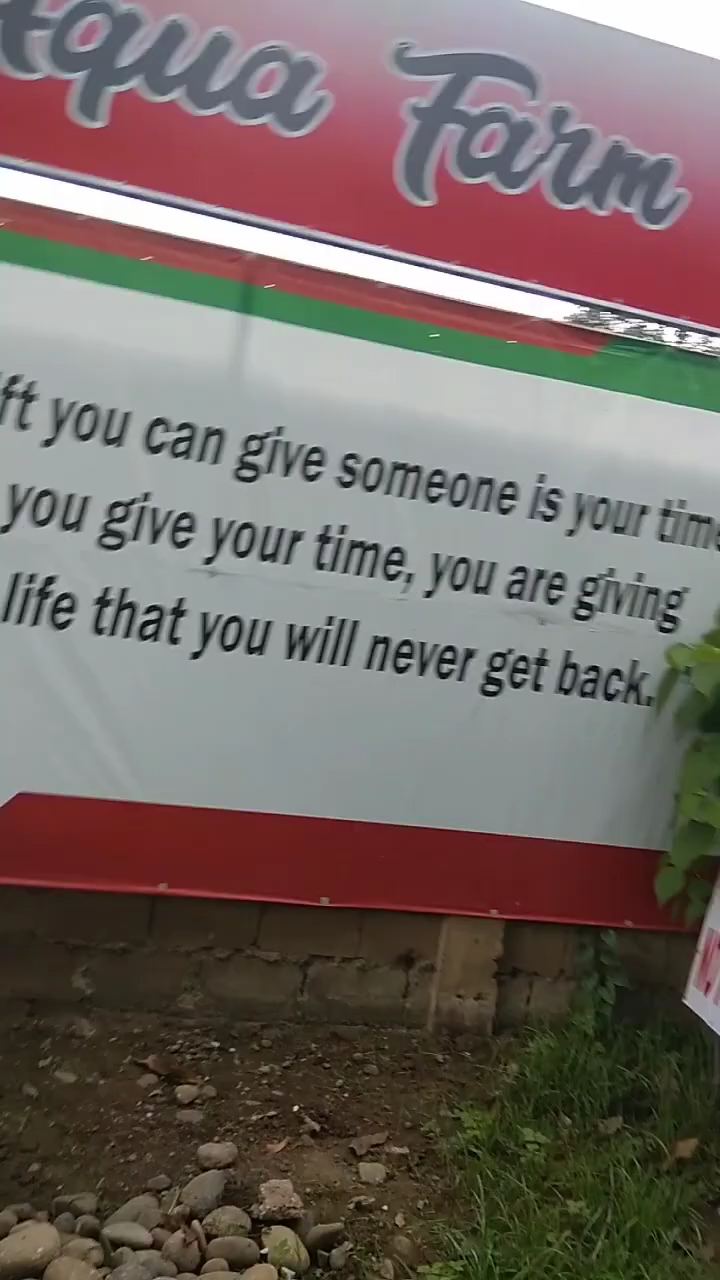 Aqua Farm
ft you can give someone is your time
you give your time, you are giving
life that you will never get back.